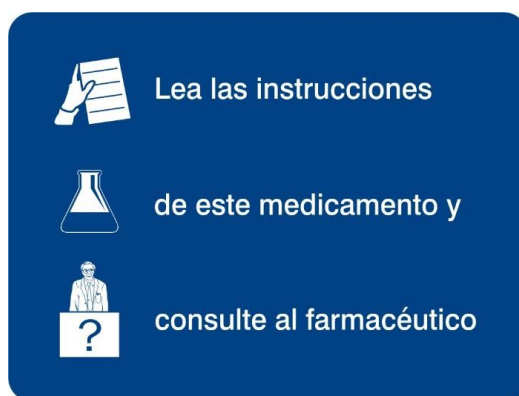 Lea las instrucciones
de este medicamento y
?
consulte al farmacéutico